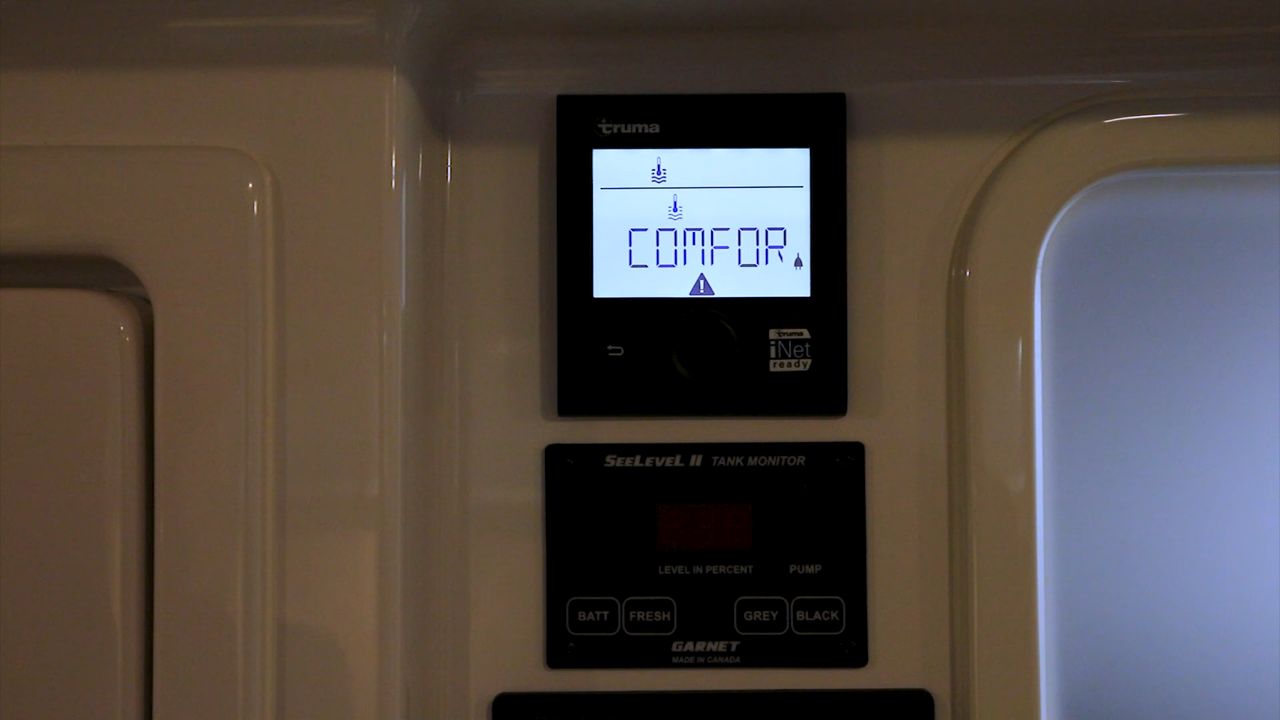 truma
COMFOR
truma
iNet
ready
SEELEVEL II TANK MONITOR
LEVEL IN PERCENT PUMP
BATT FRESH GREY BLACK
GARNET
MADE IN CANADA